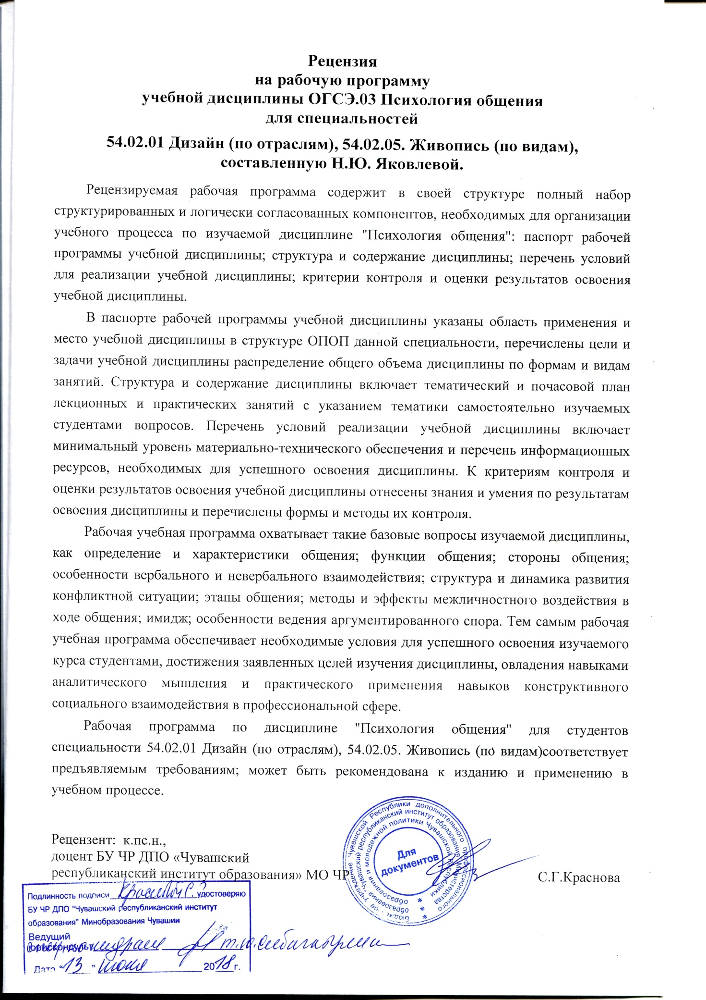 Рецензия
на рабочую программу
учебной дисциплины ОГСЭ.03 Психология общения
для специальностей
54.02.01 Дизайн (по отраслям), 54.02.05. Живопись (по видам),
составленную Н.Ю. Яковлевой.
Рецензируемая рабочая программа содержит в своей структуре полный набор
структурированных и логически согласованных компонентов, необходимых для организации
учебного процесса по изучаемой дисциплине "Психология общения": паспорт рабочей
программы учебной дисциплины; структура и содержание дисциплины; перечень условий
для реализации учебной дисциплины; критерии контроля и оценки результатов освоения
учебной дисциплины.
В паспорте рабочей программы учебной дисциплины указаны область применения и
место учебной дисциплины в структуре ОПОП данной специальности, перечислены цели и
задачи учебной дисциплины распределение общего объема дисциплины по формам и видам
занятий. Структура и содержание дисциплины включает тематический и почасовой план
лекционных и практических занятий с указанием тематики самостоятельно изучаемых
студентами вопросов. Перечень условий реализации учебной дисциплины включает
минимальный уровень материально-технического обеспечения и перечень информационных
ресурсов, необходимых для успешного освоения дисциплины. К критериям контроля и
оценки результатов освоения учебной дисциплины отнесены знания и умения по результатам
освоения дисциплины и перечислены формы и методы их контроля.
Рабочая учебная программа охватывает такие базовые вопросы изучаемой дисциплины,
как определение и характеристики общения; функции общения; стороны общения;
особенности вербального и невербального взаимодействия; структура и динамика развития
конфликтной ситуации; этапы общения; методы и эффекты межличностного воздействия в
ходе общения; имидж; особенности ведения аргументированного спора. Тем самым рабочая
учебная программа обеспечивает необходимые условия для успешного освоения изучаемого
курса студентами, достижения заявленных целей изучения дисциплины, овладения навыками
аналитического мышления и практического применения навыков конструктивного
социального взаимодействия в профессиональной сфере.
Рабочая программа по дисциплине "Психология общения" для студентов
специальности 54.02.01 Дизайн (по отраслям), 54.02.05. Живопись (по видам)соответствует
предъявляемым требованиям; может быть рекомендована к изданию и применению в
учебном процессе.
Рецензент: к.пс.н.,
доцент БУ ЧР ДПО «Чувашский
республиканский институт образования» МО ЧР
С.Г.Краснова
учреждение Чувашской Республики дополнительного профессионального
образования "Чувашский республиканский институт образования" Министерства
образования и молодежной политики Чувашской Республики
Для
документов
Подлинность подписи Красновой С.Г. удостоверяю
БУ ЧР ДПО "Чувашский республиканский институт
образования" Минобразования Чувашии
Ведущий
юрисконсульт
Дата "13" июня 2018 г.